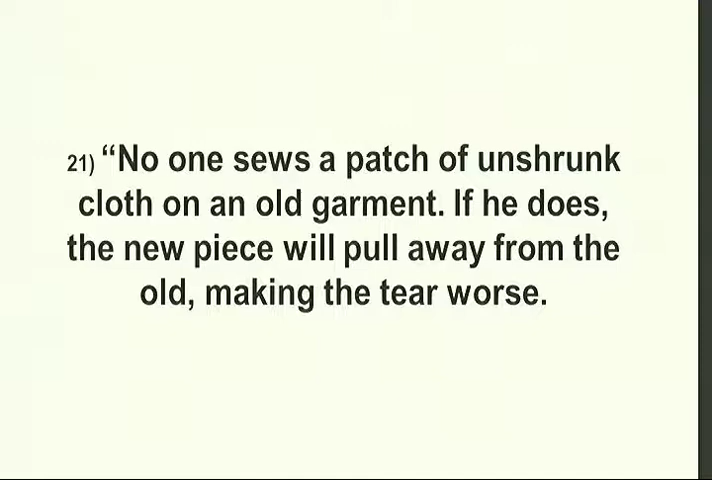 21) “No one sews a patch of unshrunk
cloth on an old garment. If he does,
the new piece will pull away from the
old, making the tear worse.